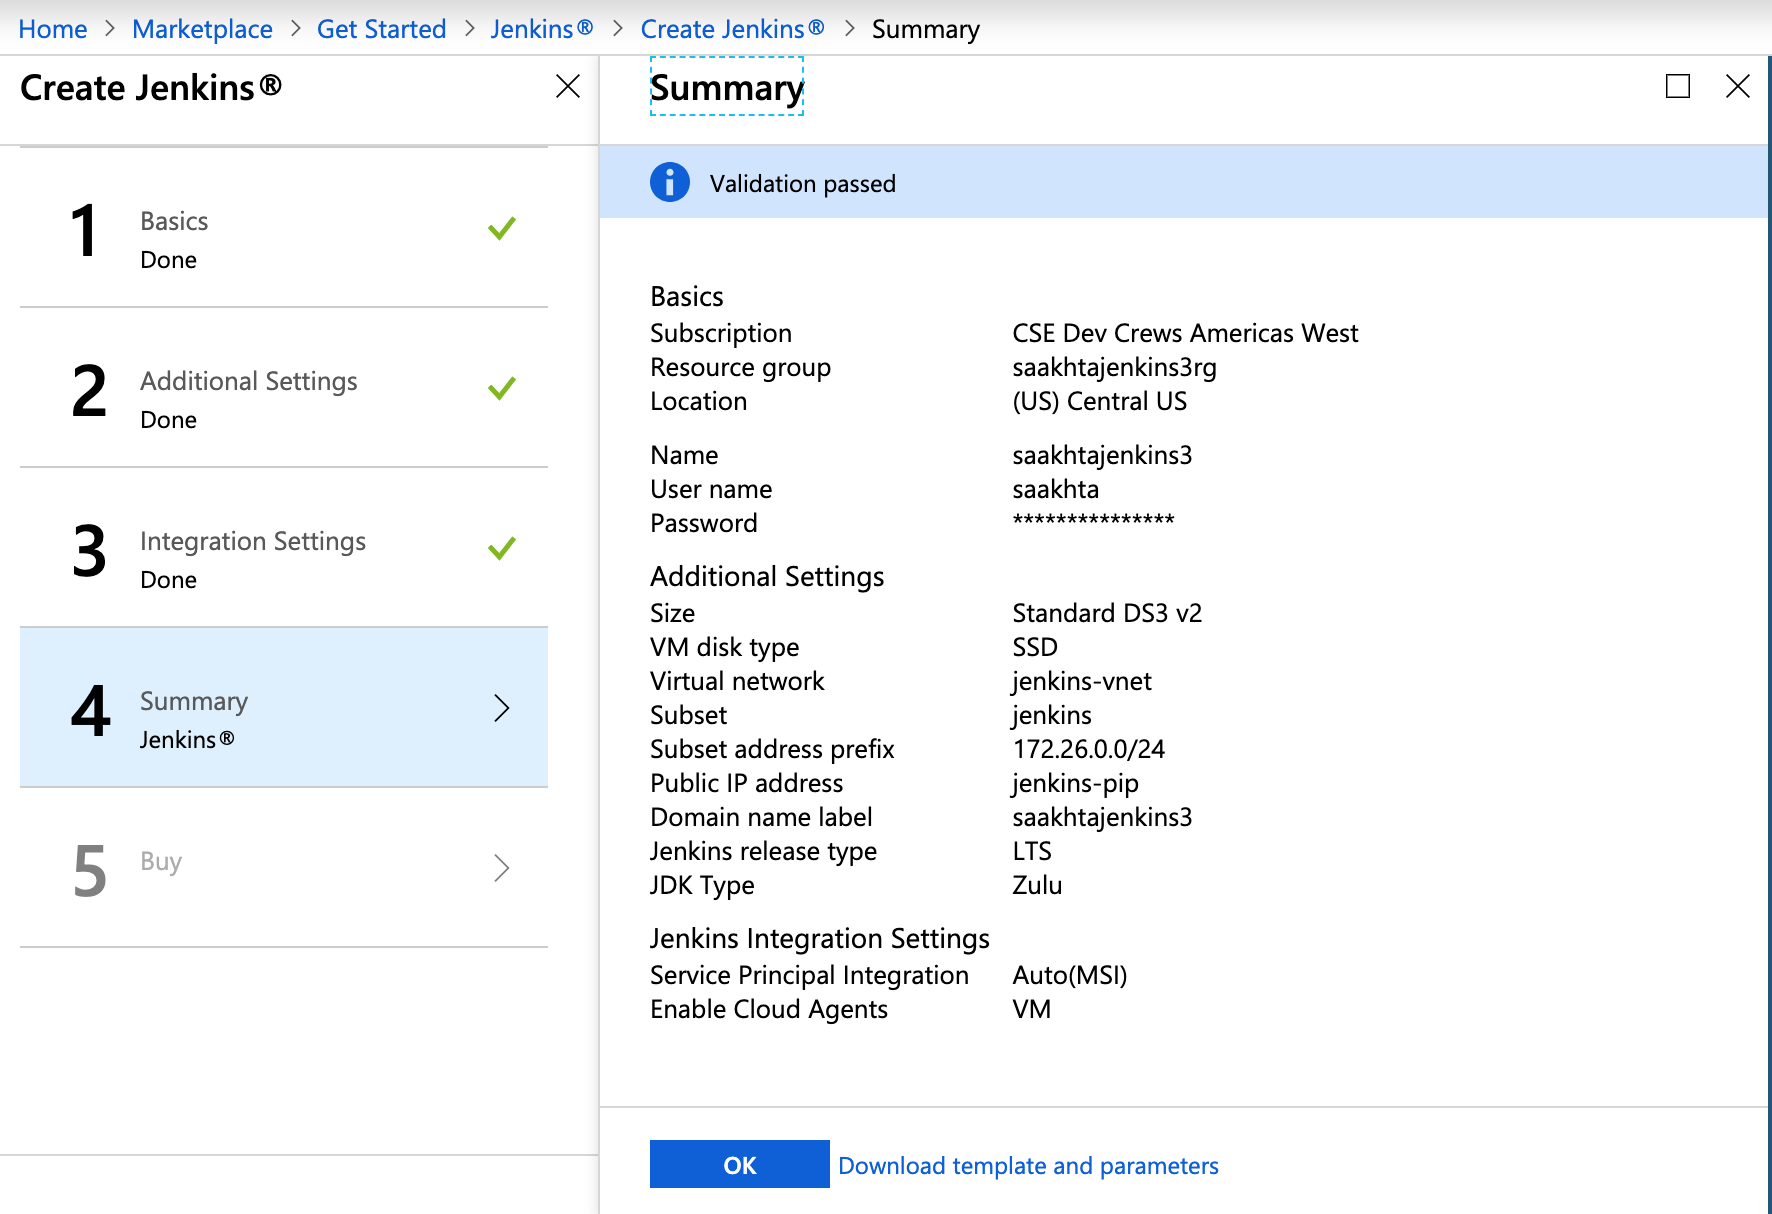 Home > Marketplace > Get Started > Jenkins® > Create Jenkins® > Summary
Create Jenkins®
1
Basics
Done
2
Additional Settings
Done
3
Integration Settings
Done
4
Summary
Jenkins®
5
Buy
Summary
Validation passed
Basics
Subscription CSE Dev Crews Americas West
Resource group saakhtajenkins3rg
Location (US) Central US
Name saakhtajenkins3
User name saakhta
Password ***************
Additional Settings
Size Standard DS3 v2
VM disk type SSD
Virtual network jenkins-vnet
Subset jenkins
Subset address prefix 172.26.0.0/24
Public IP address jenkins-pip
Domain name label saakhtajenkins3
Jenkins release type LTS
JDK Type Zulu
Jenkins Integration Settings
Service Principal Integration Auto(MSI)
Enable Cloud Agents VM
OK Download template and parameters